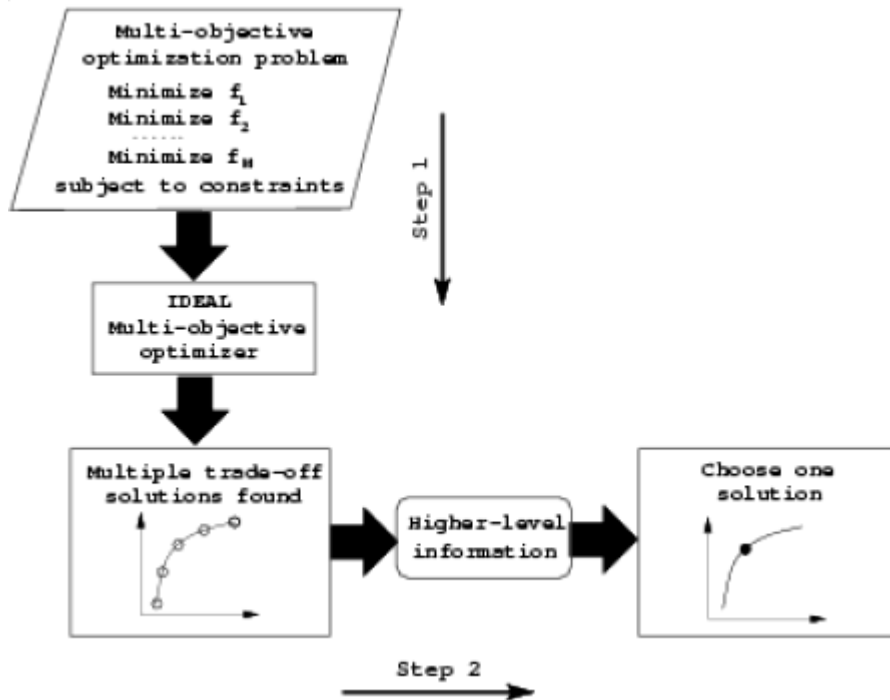 Multi-objective
optimization problem
Minimize f1
Minimize f2
------
Minimize fM
subject to constraints
Step 1
IDEAL
Multi-objective
optimizer
Multiple trade-off
solutions found
Higher-level
information
Choose one
solution
Step 2